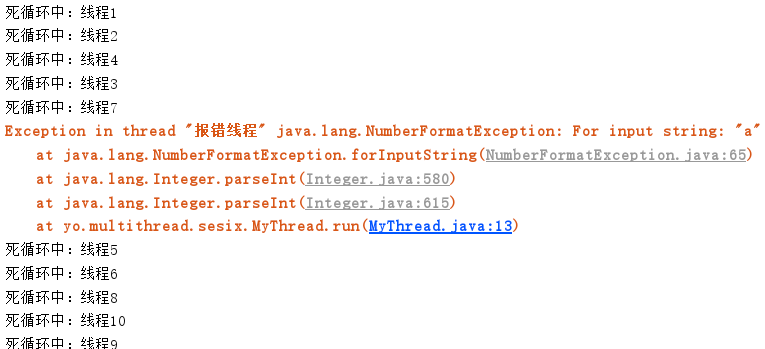 死循环中：线程1
死循环中：线程2
死循环中：线程4
死循环中：线程3
死循环中：线程7
Exception in thread "报错线程" java.lang.NumberFormatException: For input string: "a"
at java.lang.NumberFormatException.forInputString(NumberFormatException.java:65)
at java.lang.Integer.parseInt(Integer.java:580)
at java.lang.Integer.parseInt(Integer.java:615)
at yo.multithread.sesix.MyThread.run(MyThread.java:13)
死循环中：线程5
死循环中：线程6
死循环中：线程8
死循环中：线程10
死循环中：线程9